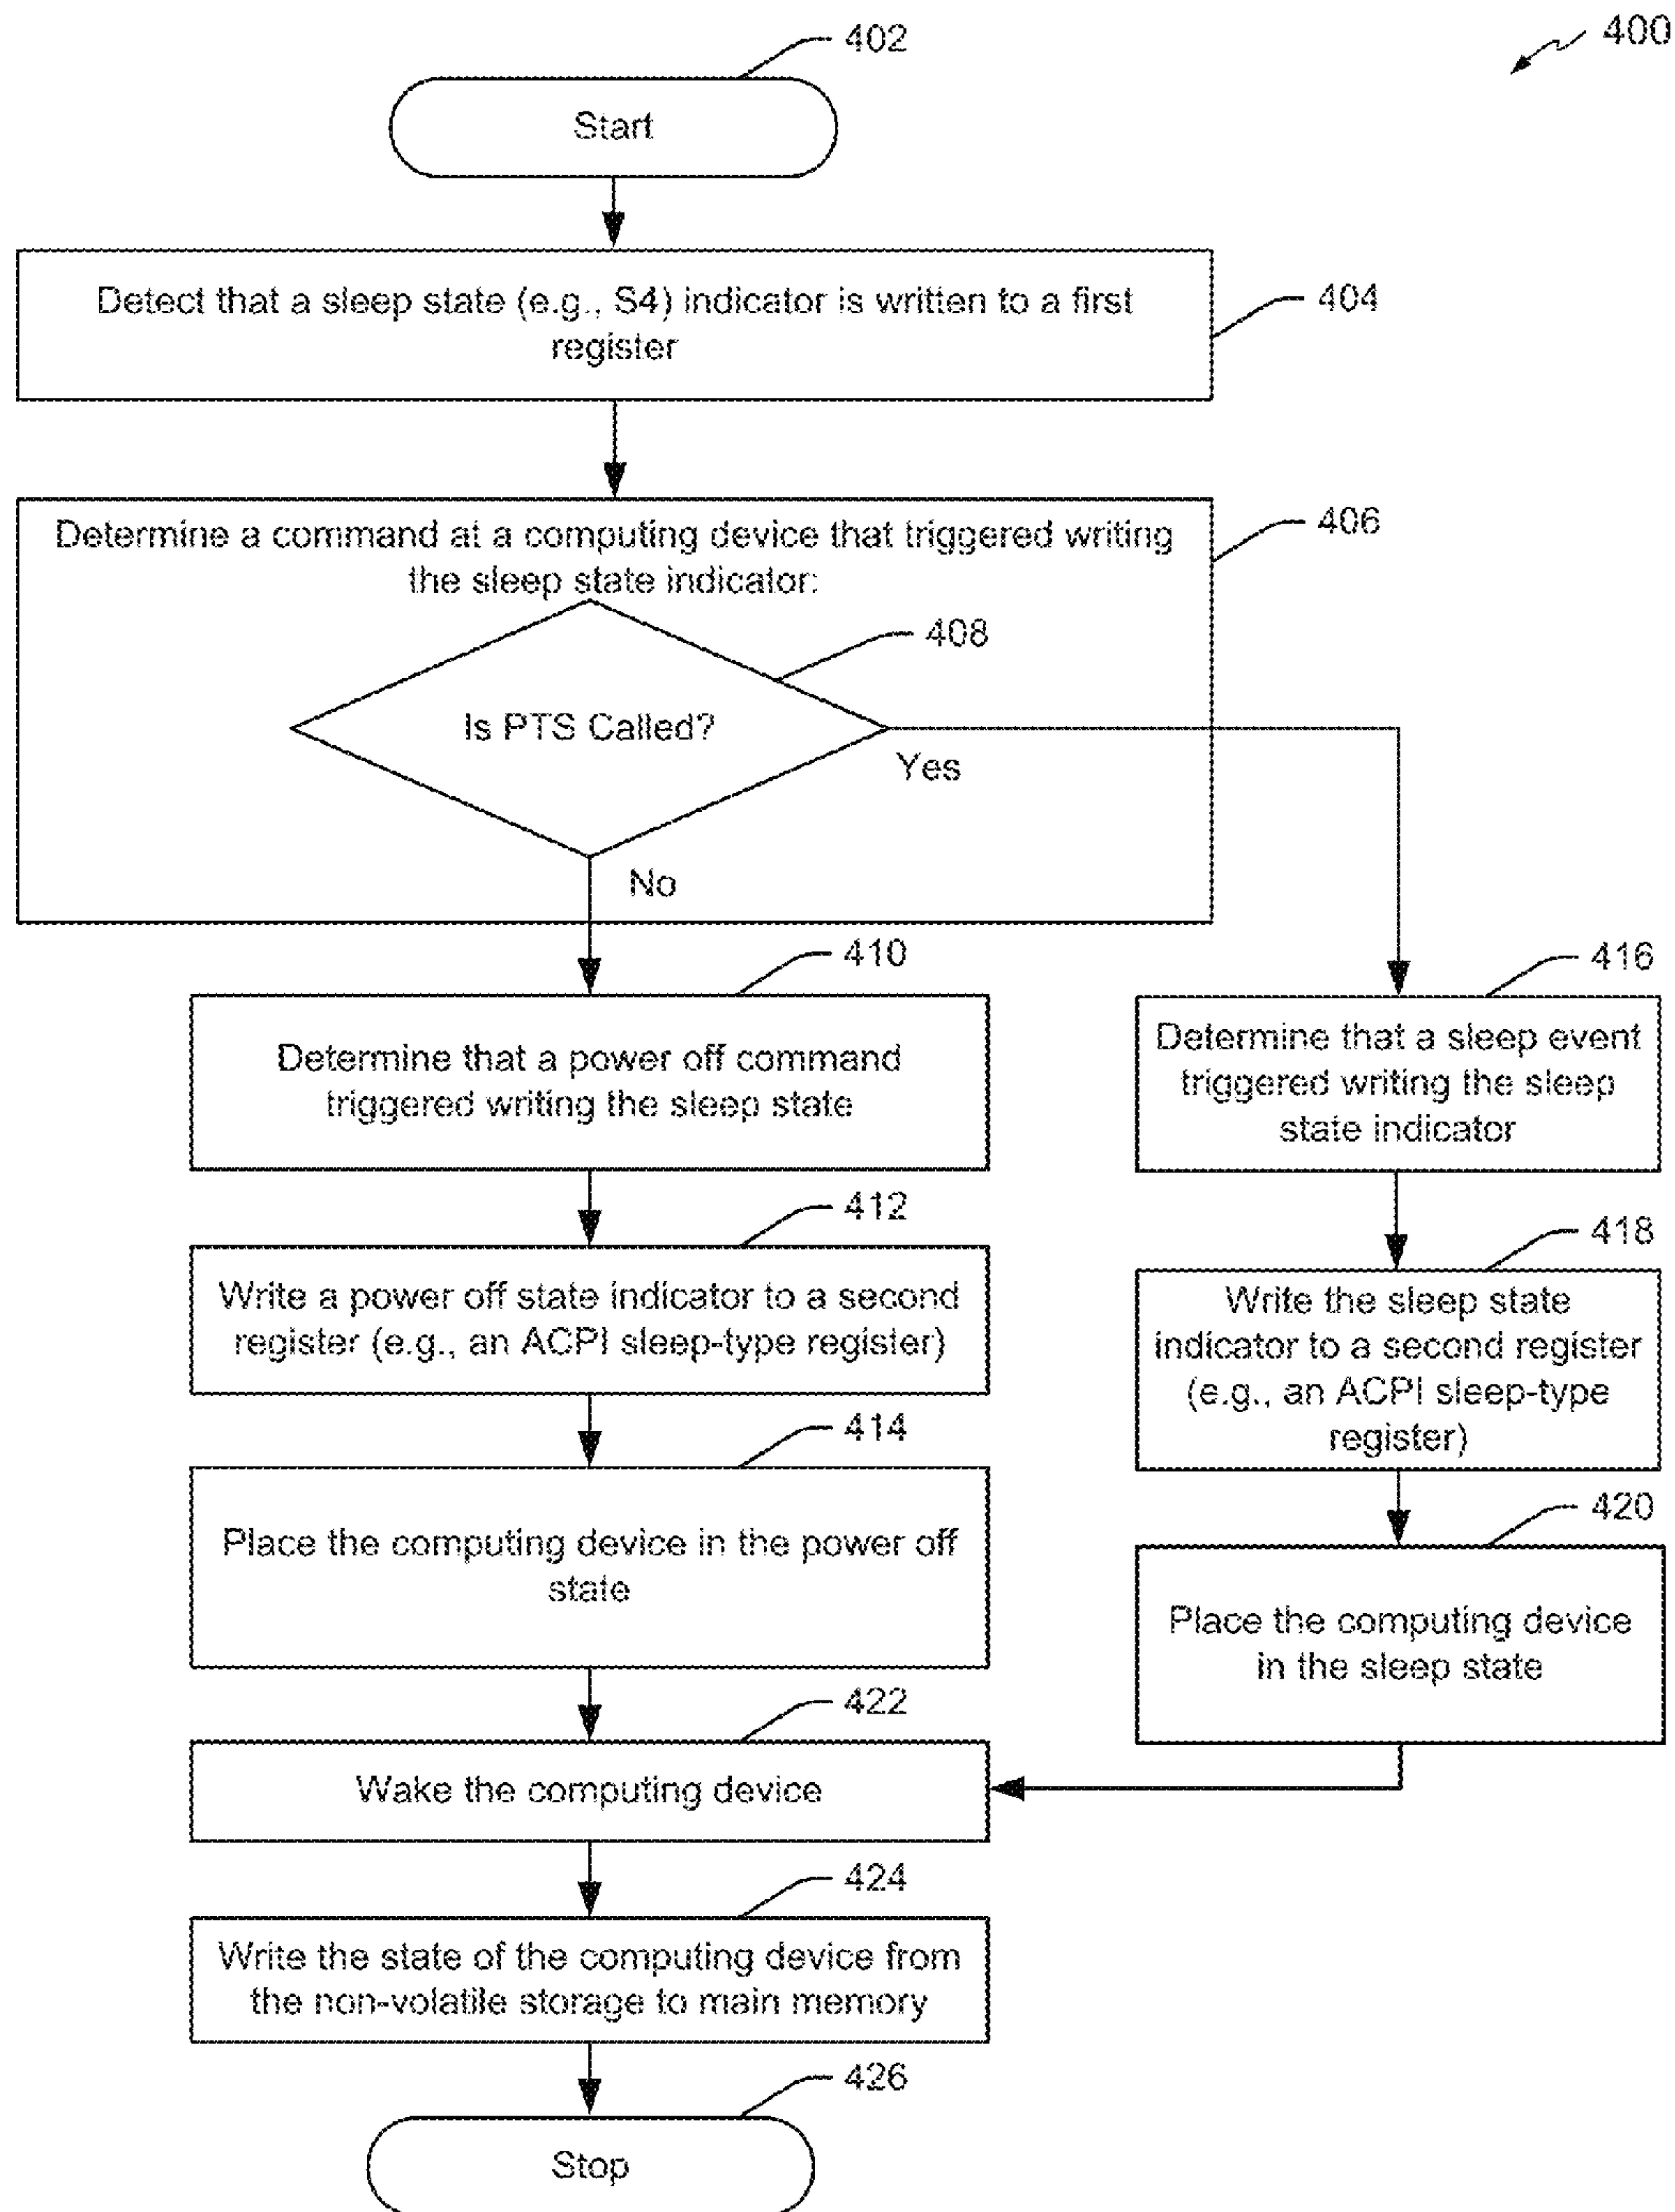 400
402
Start
Detect that a sleep state (e.g., S4) indicator is written to a first
register
404
Determine a command at a computing device that triggered writing
the sleep state indicator:
406
408
Is PTS Called?
Yes
No
410
Determine that a power off command
triggered writing the sleep state
416
Determine that a sleep event
triggered writing the sleep
state indicator
412
Write a power off state indicator to a second
register (e.g., an ACPI sleep-type register)
418
Write the sleep state
indicator to a second register
(e.g., an ACPI sleep-type
register)
414
Place the computing device in the power off
state
420
Place the computing device
in the sleep state
422
Wake the computing device
424
Write the state of the computing device from
the non-volatile storage to main memory
426
Stop